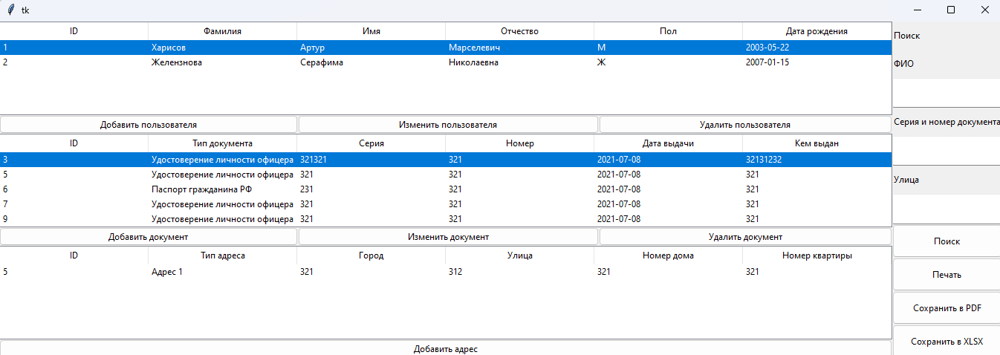 tk
ID Фамилия Имя Отчество Пол Дата рождения
1 Харисов Артур Марселевич М 2003-05-22
2 Желензнова Серафима Николаевна Ж 2007-01-15
Добавить пользователя Изменить пользователя Удалить пользователя
ID Тип документа Серия Номер Дата выдачи Кем выдан
3 Удостоверение личности офицера 321321 321 2021-07-08 32131232
5 Удостоверение личности офицера 321 321 2021-07-08 321
6 Паспорт гражданина РФ 231 321 2021-07-08 321
7 Удостоверение личности офицера 321 321 2021-07-08 321
9 Удостоверение личности офицера 321 321 2021-07-08 321
Добавить документ Изменить документ Удалить документ
ID Тип адреса Город Улица Номер дома Номер квартиры
5 Адрес 1 321 312 321 321
Добавить адрес
Поиск
ФИО
Серия и номер документа
Улица
Поиск
Печать
Сохранить в PDF
Сохранить в XLSX